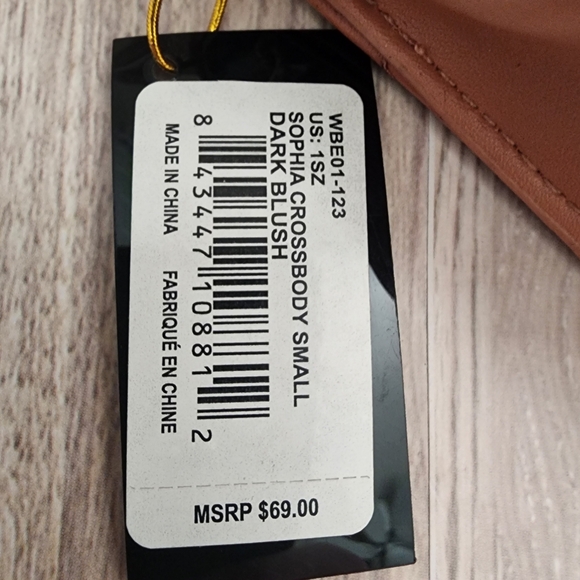 WBE01-123
US: 1SZ
SOPHIA CROSSBODY SMALL
DARK BLUSH
8 43447 10881 2
MADE IN CHINA FABRIQUÉ EN CHINE
MSRP $69.00